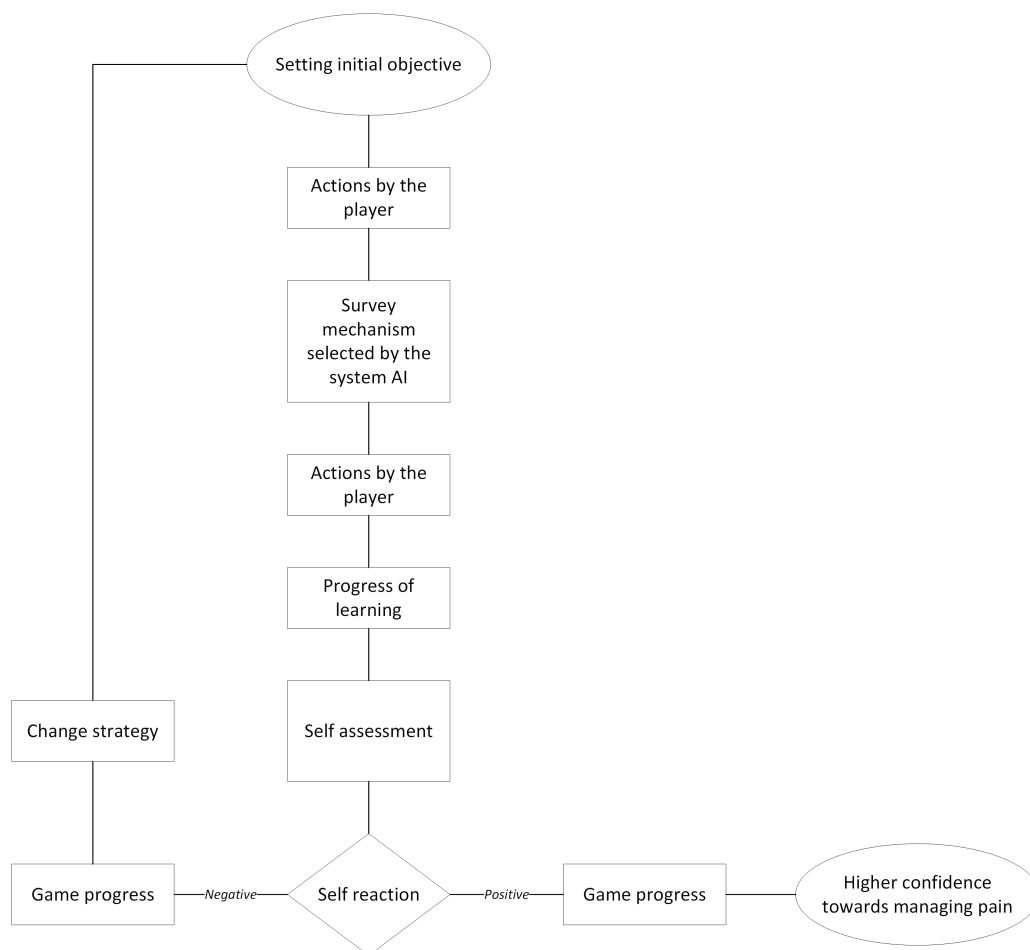 Setting initial objective
Actions by the
player
Survey
mechanism
selected by the
system AI
Actions by the
player
Progress of
learning
Change strategy
Self assessment
Game progress
Negative
Self reaction
Positive
Game progress
Higher confidence
towards managing pain